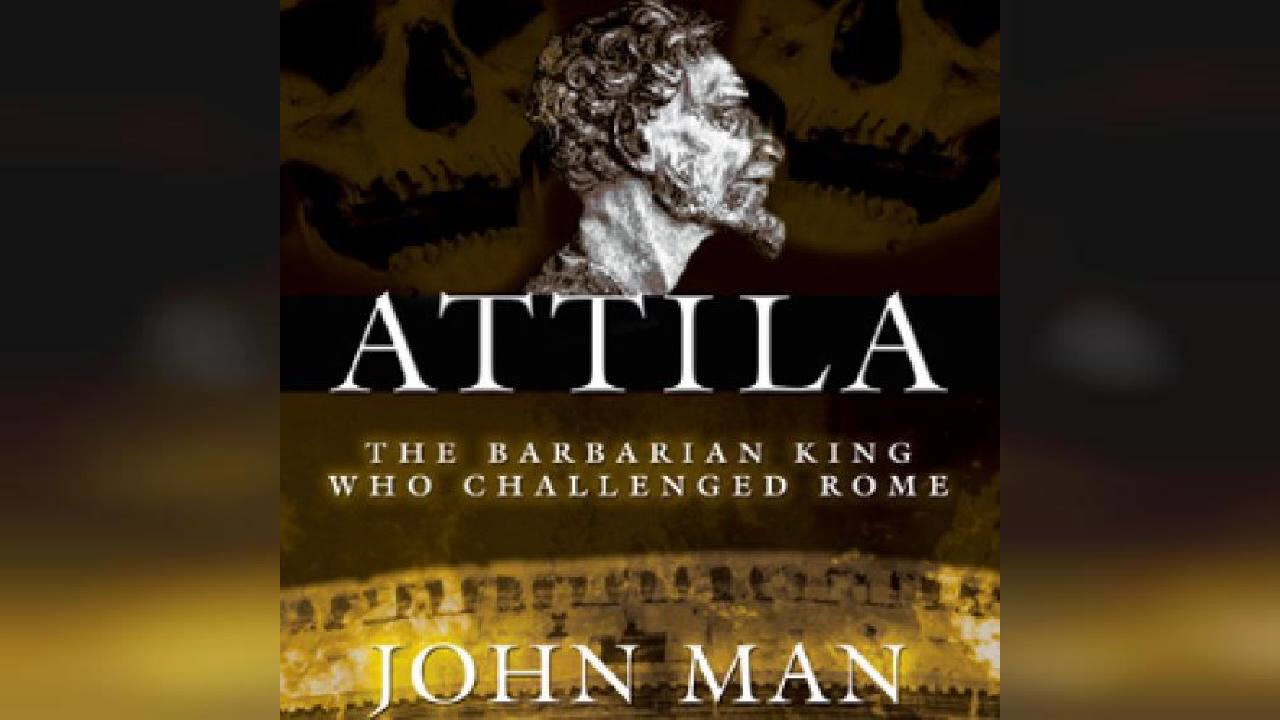 ATTILA
THE BARBARIAN KING
WHO CHALLENGED ROME
JOHN MAN